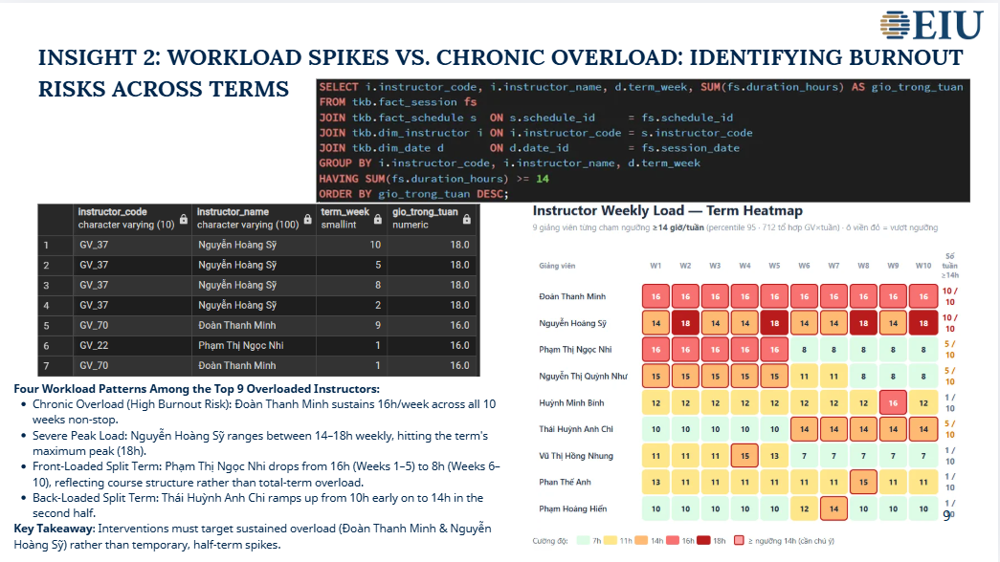 EIU
INSIGHT 2: WORKLOAD SPIKES VS. CHRONIC OVERLOAD: IDENTIFYING BURNOUT
RISKS ACROSS TERMS
SELECT i.instructor_code, i.instructor_name, d.term_week, SUM(fs.duration_hours) AS gio_trong_tuan
FROM tkb.fact_session fs
JOIN tkb.fact_schedule s ON s.schedule_id = fs.schedule_id
JOIN tkb.dim_instructor i ON i.instructor_code = s.instructor_code
JOIN tkb.dim_date d ON d.date_id = fs.session_date
GROUP BY i.instructor_code, i.instructor_name, d.term_week
HAVING SUM(fs.duration_hours) >= 14
ORDER BY gio_trong_tuan DESC;
instructor_code instructor_name term_week gio_trong_tuan
character varying (10) character varying (100) smallint numeric
1 GV_37 Nguyễn Hoàng Sỹ 10 18.0
2 GV_37 Nguyễn Hoàng Sỹ 5 18.0
3 GV_37 Nguyễn Hoàng Sỹ 8 18.0
4 GV_37 Nguyễn Hoàng Sỹ 2 18.0
5 GV_70 Đoàn Thanh Minh 9 16.0
6 GV_22 Phạm Thị Ngọc Nhi 1 16.0
7 GV_70 Đoàn Thanh Minh 1 16.0
Four Workload Patterns Among the Top 9 Overloaded Instructors:
• Chronic Overload (High Burnout Risk): Đoàn Thanh Minh sustains 16h/week across all 10
weeks non-stop.
• Severe Peak Load: Nguyễn Hoàng Sỹ ranges between 14–18h weekly, hitting the term's
maximum peak (18h).
• Front-Loaded Split Term: Phạm Thị Ngọc Nhi drops from 16h (Weeks 1–5) to 8h (Weeks 6–
10), reflecting course structure rather than total-term overload.
• Back-Loaded Split Term: Thái Huỳnh Anh Chi ramps up from 10h early on to 14h in the
second half.
Key Takeaway: Interventions must target sustained overload (Đoàn Thanh Minh & Nguyễn
Hoàng Sỹ) rather than temporary, half-term spikes.
Instructor Weekly Load — Term Heatmap
9 giảng viên từng chạm ngưỡng ≥14 giờ/tuần (percentile 95 · 712 tổ hợp GV×tuần) · ô viền đỏ = vượt ngưỡng
Giảng viên W1 W2 W3 W4 W5 W6 W7 W8 W9 W10 Số tuần ≥14h
Đoàn Thanh Minh 16 16 16 16 16 16 16 16 16 16 10 / 10
Nguyễn Hoàng Sỹ 14 18 14 14 18 14 14 18 14 18 10 / 10
Phạm Thị Ngọc Nhi 16 16 16 16 16 8 8 8 8 8 5 / 10
Nguyễn Thị Quỳnh Như 15 15 15 15 15 11 11 8 8 8 5 / 10
Huỳnh Minh Bính 12 12 12 12 12 12 12 12 16 12 1 / 10
Thái Huỳnh Anh Chi 10 10 10 10 10 14 14 14 14 14 5 / 10
Vũ Thị Hồng Nhung 11 11 11 15 13 7 7 7 7 7 1 / 10
Phan Thế Anh 13 11 11 11 11 11 11 15 11 11 1 / 10
Phạm Hoàng Hiến 10 10 10 10 10 12 14 10 10 10 1 /
9
Cường độ: 7h 11h 14h 16h 18h ≥ ngưỡng 14h (cần chú ý)